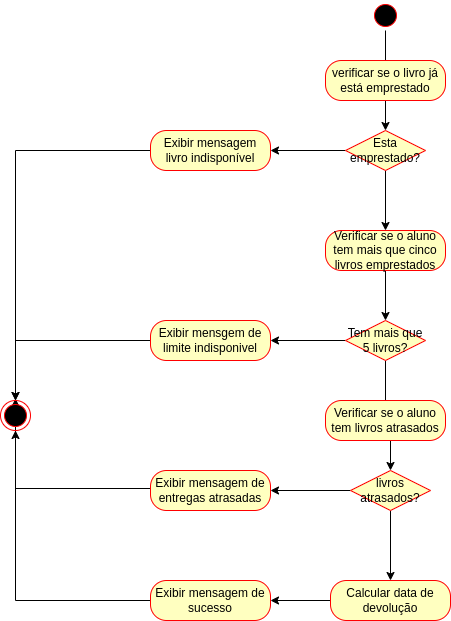 verificar se o livro já
está emprestado
Exibir mensagem
livro indisponível
Esta
emprestado?
Verificar se o aluno
tem mais que cinco
livros emprestados
Exibir mensgem de
limite indisponivel
Tem mais que
5 livros?
Verificar se o aluno
tem livros atrasados
Exibir mensagem de
entregas atrasadas
livros
atrasados?
Exibir mensagem de
sucesso
Calcular data de
devolução